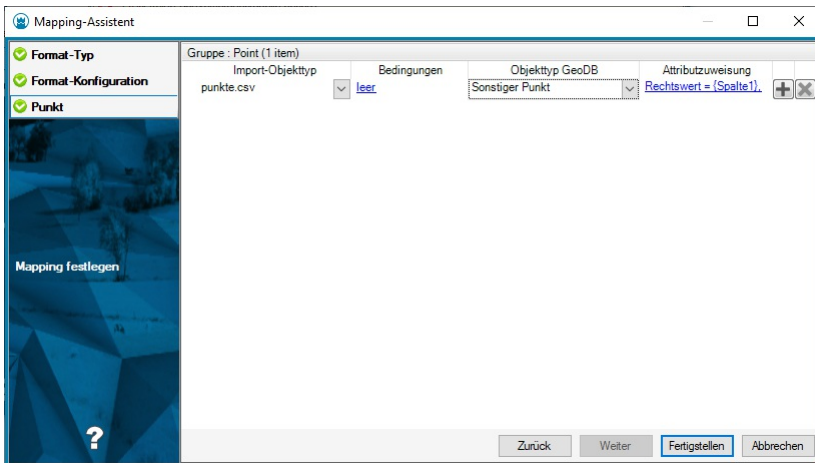 Mapping-Assistent
Format-Typ
Format-Konfiguration
Punkt
Mapping festlegen
?
Gruppe : Point (1 item)
Import-Objekttyp Bedingungen Objekttyp GeoDB Attributzuweisung
punkte.csv leer Sonstiger Punkt Rechtswert = {Spalte1},
Zurück Weiter Fertigstellen Abbrechen